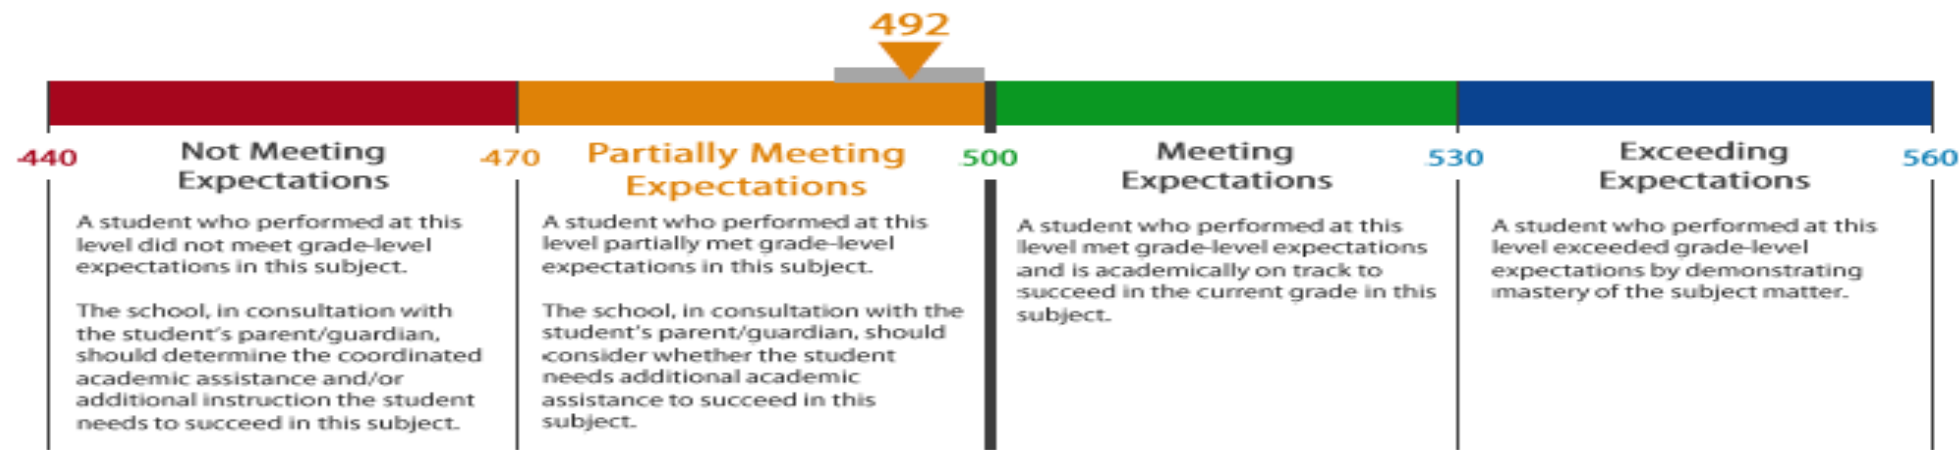 492
440
Not Meeting
Expectations
470
Partially Meeting
Expectations
500
Meeting
Expectations
530
Exceeding
Expectations
560
A student who performed at this
level did not meet grade-level
expectations in this subject.
The school, in consultation with
the student's parent/guardian,
should determine the coordinated
academic assistance and/or
additional instruction the student
needs to succeed in this subject.
A student who performed at this
level partially met grade-level
expectations in this subject.
The school, in consultation with the
student's parent/guardian, should
consider whether the student
needs additional academic
assistance to succeed in this
subject.
A student who performed at this
level met grade-level expectations
and is academically on track to
succeed in the current grade in this
subject.
A student who performed at this
level exceeded grade-level
expectations by demonstrating
mastery of the subject matter.